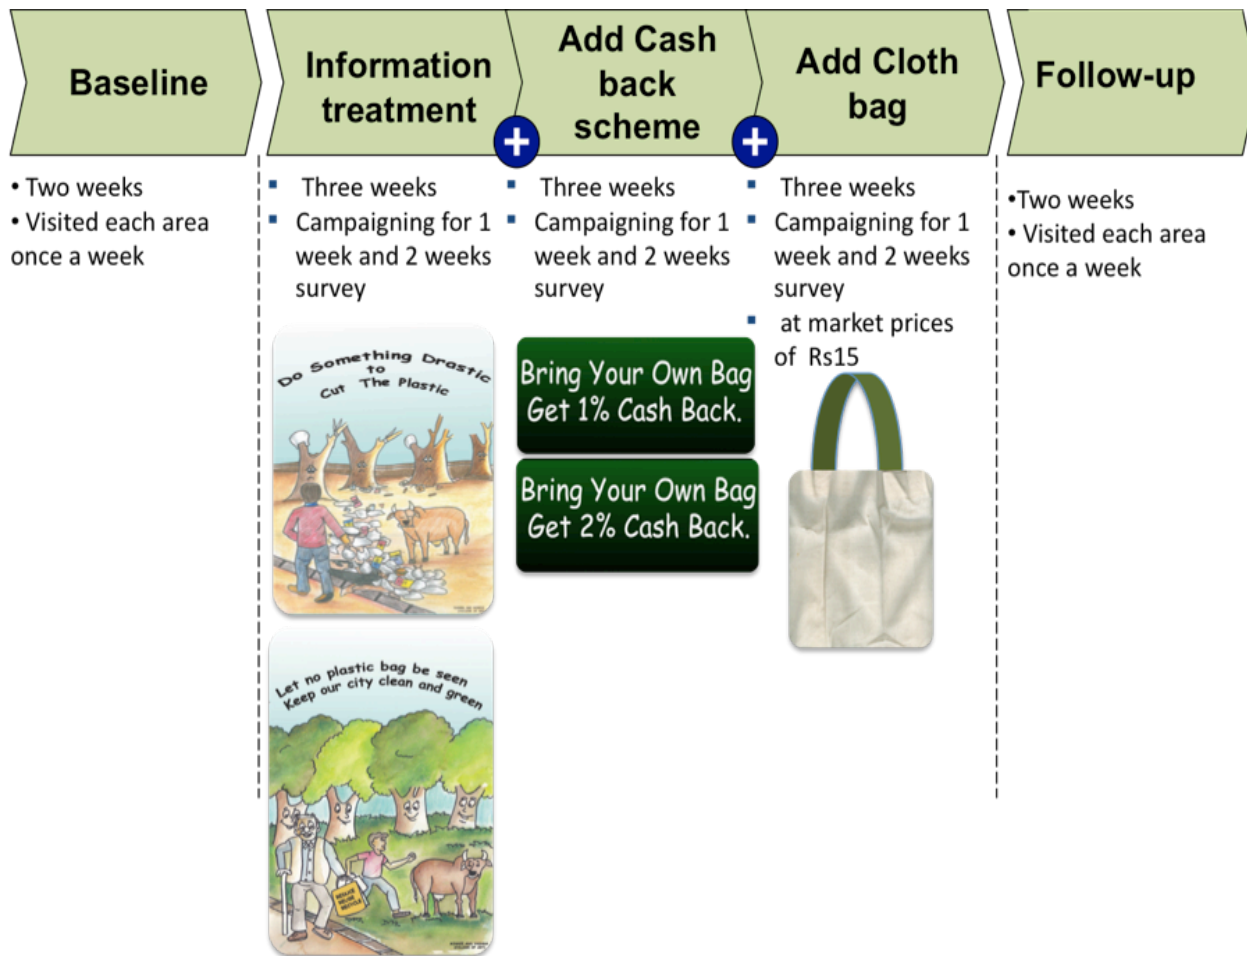 Baseline
Information
treatment
Add Cash
back
scheme
Add Cloth
bag
Follow-up
• Two weeks
• Visited each area
once a week
▪ Three weeks
▪ Campaigning for 1
week and 2 weeks
survey
Do Something Drastic
to
Cut The Plastic
Let no plastic bag be seen
Keep our city clean and green
REDUCE
REUSE
RECYCLE
▪ Three weeks
▪ Campaigning for 1
week and 2 weeks
survey
Bring Your Own Bag
Get 1% Cash Back.
Bring Your Own Bag
Get 2% Cash Back.
▪ Three weeks
▪ Campaigning for 1
week and 2 weeks
survey
▪ at market prices
of Rs15
•Two weeks
• Visited each area
once a week